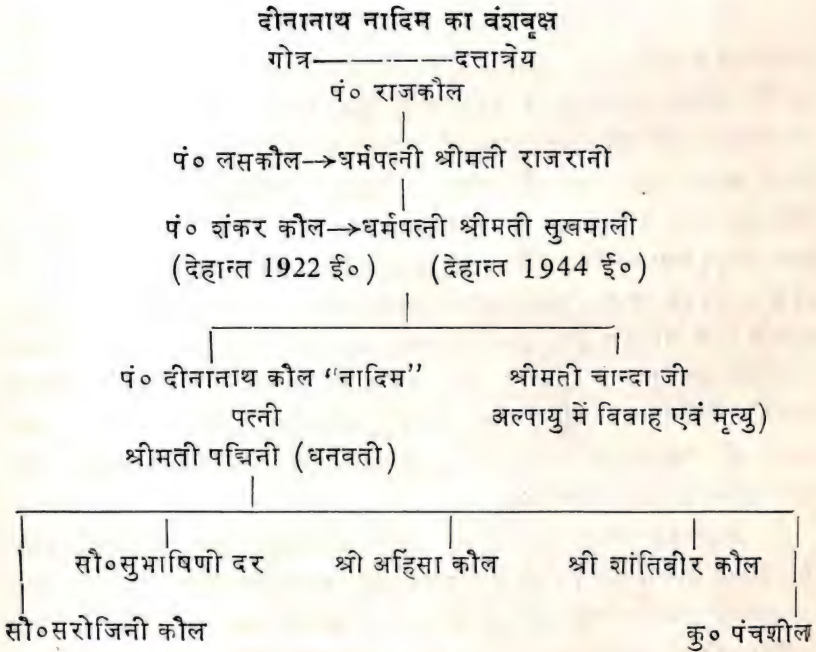 दीनानाथ नादिम का वंशवृक्ष
गोत्र—————दत्तात्रेय
पं० राजकौल
पं० लसकौल→धर्मपत्नी श्रीमती राजरानी
पं० शंकर कौल→धर्मपत्नी श्रीमती सुखमाली
(देहान्त 1922 ई०) (देहान्त 1944 ई०)
पं० दीनानाथ कौल “नादिम” श्रीमती चान्दा जी
पत्नी अल्पायु में विवाह एवं मृत्यु)
श्रीमती पद्मिनी (धनवती)
सौ०सुभाषिणी दर श्री अहिंसा कौल श्री शांतिवीर कौल
सौ०सरोजिनी कौल कु० पंचशील